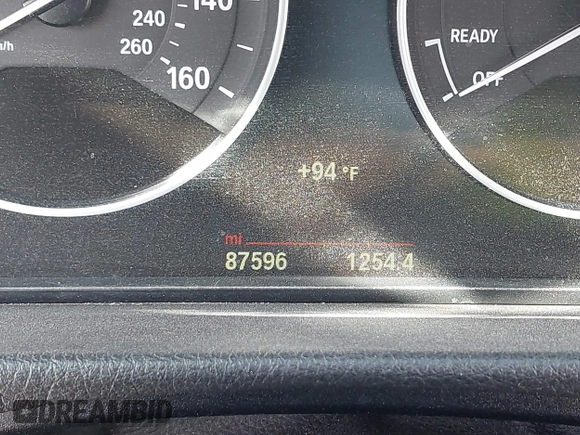 140
240
260
160
READY
OFF
+94 °F
mi
87596 1254.4
DREAMBID